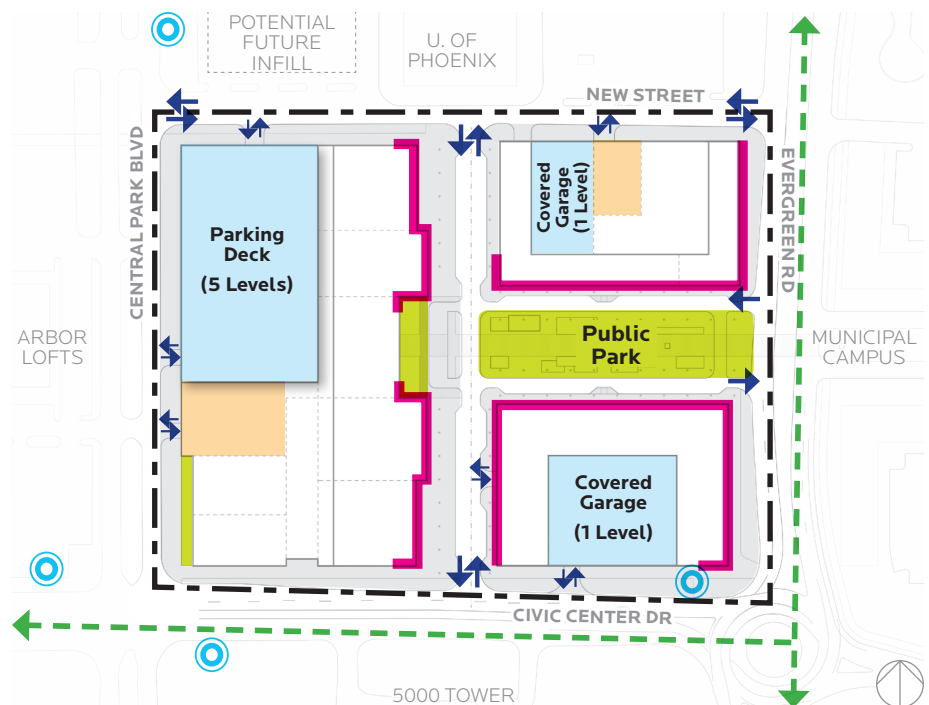 POTENTIAL
FUTURE
INFILL
U. OF
PHOENIX
NEW STREET
CENTRAL PARK BLVD
EVERGREEN RD
Parking
Deck
(5 Levels)
Covered
Garage
(1 Level)
ARBOR
LOFTS
Public
Park
MUNICIPAL
CAMPUS
Covered
Garage
(1 Level)
CIVIC CENTER DR
5000 TOWER